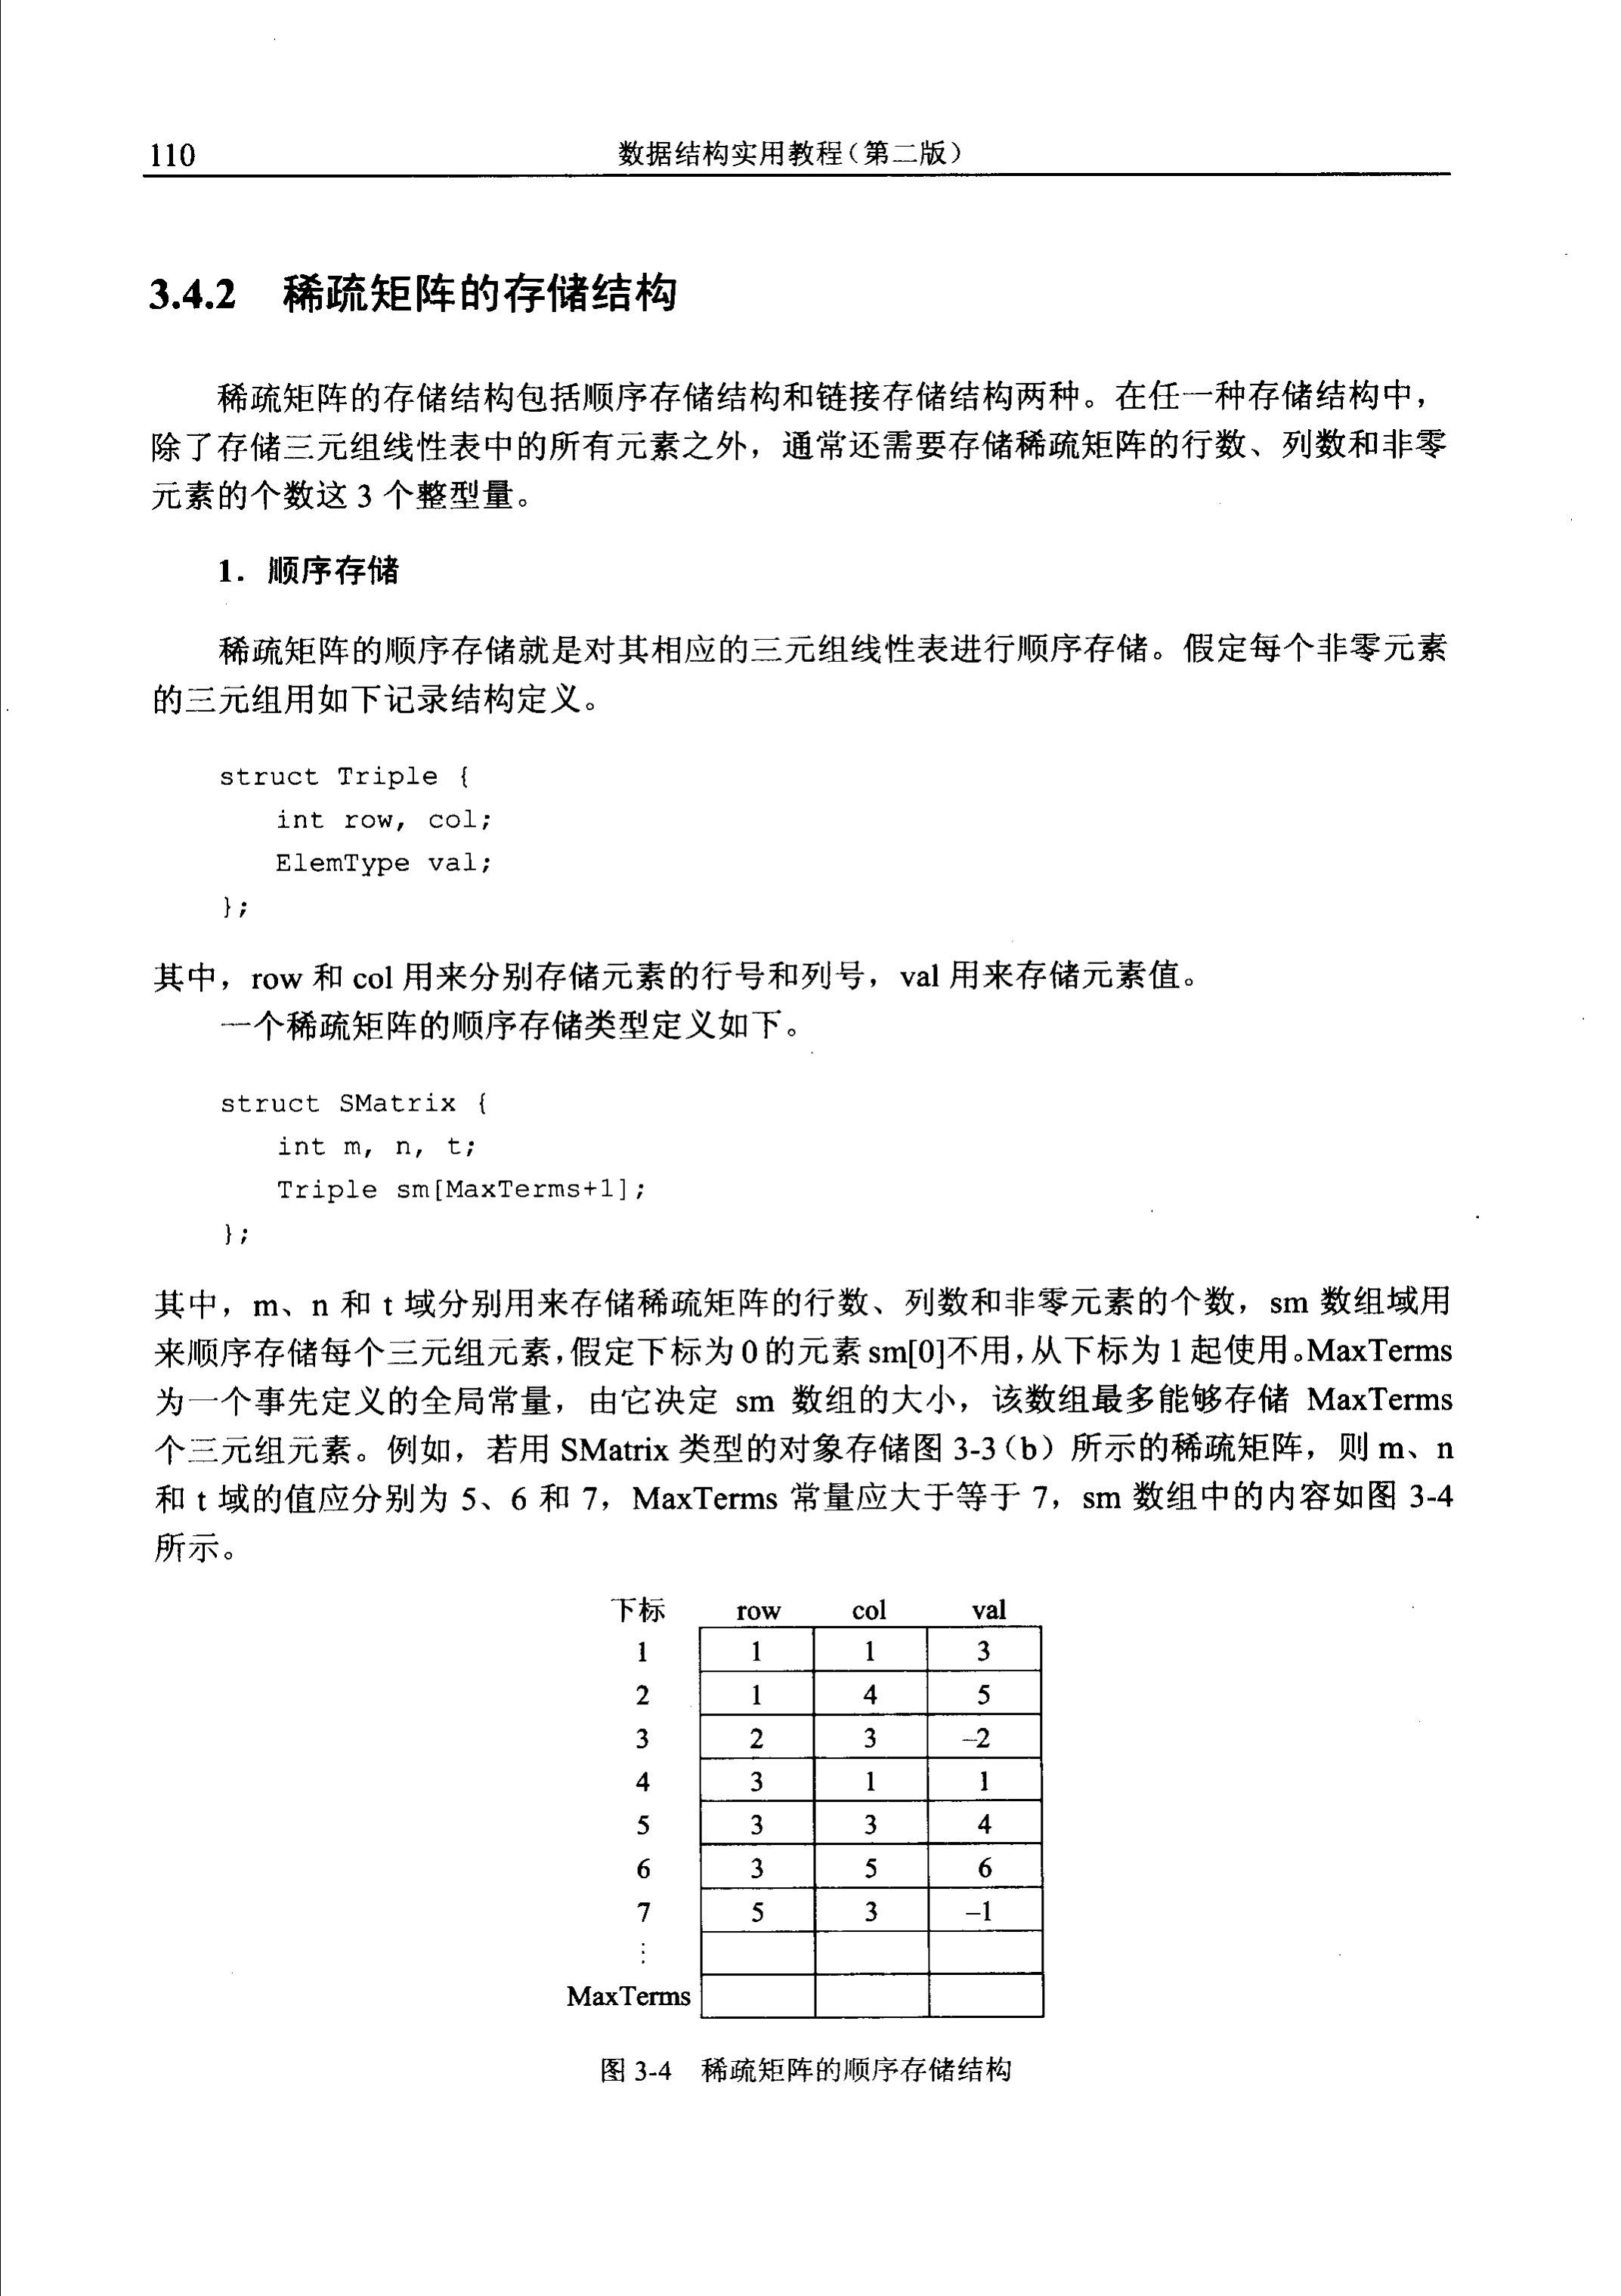 110
数据结构实用教程(第二版)
3.4.2 稀疏矩阵的存储结构
稀疏矩阵的存储结构包括顺序存储结构和链接存储结构两种。在任一种存储结构中，
除了存储三元组线性表中的所有元素之外，通常还需要存储稀疏矩阵的行数、列数和非零
元素的个数这 3 个整型量。
1．顺序存储
稀疏矩阵的顺序存储就是对其相应的三元组线性表进行顺序存储。假定每个非零元素
的三元组用如下记录结构定义。
struct Triple {
int row, col;
ElemType val;
};
其中，row 和 col 用来分别存储元素的行号和列号，val 用来存储元素值。
一个稀疏矩阵的顺序存储类型定义如下。
struct SMatrix {
int m, n, t;
Triple sm[MaxTerms+1];
};
其中，m、n 和 t 域分别用来存储稀疏矩阵的行数、列数和非零元素的个数，sm 数组域用
来顺序存储每个三元组元素，假定下标为 0 的元素 sm[0]不用，从下标为 1 起使用。MaxTerms
为一个事先定义的全局常量，由它决定 sm 数组的大小，该数组最多能够存储 MaxTerms
个三元组元素。例如，若用 SMatrix 类型的对象存储图 3-3（b）所示的稀疏矩阵，则 m、n
和 t 域的值应分别为 5、6 和 7，MaxTerms 常量应大于等于 7，sm 数组中的内容如图 3-4
所示。
下标 row col val
1 1 1 3
2 1 4 5
3 2 3 –2
4 3 1 1
5 3 3 4
6 3 5 6
7 5 3 –1
⋮
MaxTerms
图 3-4 稀疏矩阵的顺序存储结构